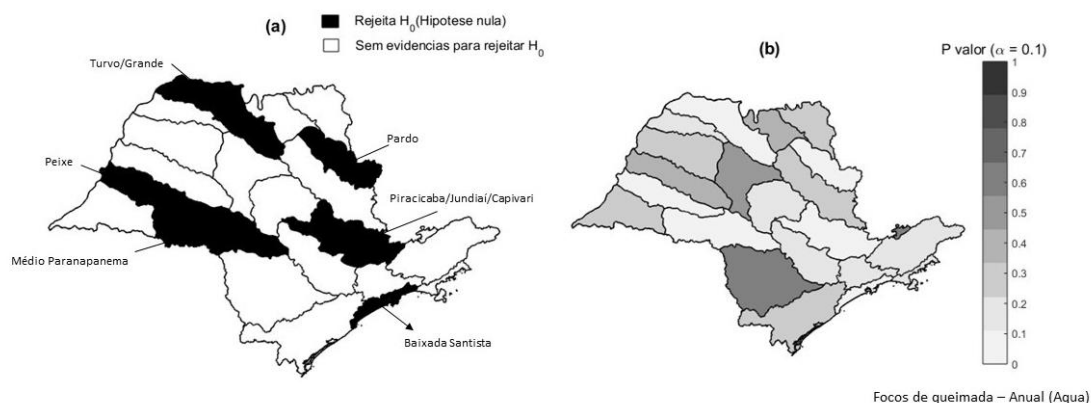 (a)
Rejeita H₀(Hipotese nula)
Sem evidencias para rejeitar H₀
Turvo/Grande
Pardo
Peixe
Piracicaba/Jundiaí/Capivari
Médio Paranapanema
Baixada Santista
(b)
P valor (α = 0.1)
1
0.9
0.8
0.7
0.6
0.5
0.4
0.3
0.2
0.1
0
Focos de queimada – Anual (Aqua)